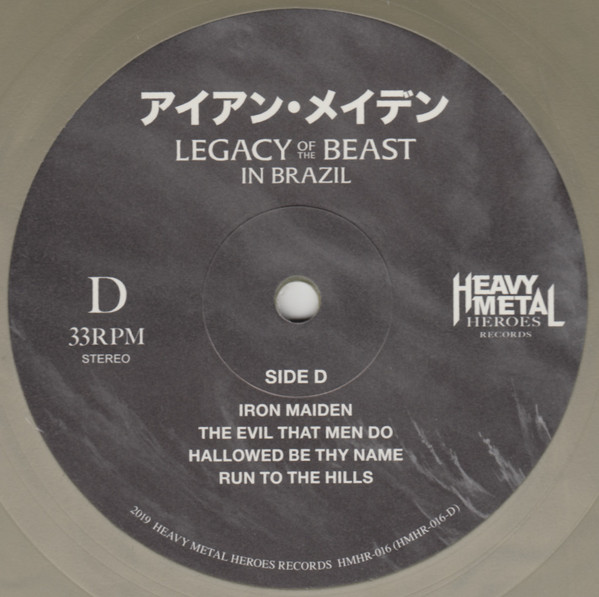 アイアン・メイデン
LEGACY OF THE BEAST
IN BRAZIL
D
33RPM
STEREO
HEAVY
METAL
HEROES
RECORDS
SIDE D
IRON MAIDEN
THE EVIL THAT MEN DO
HALLOWED BE THY NAME
RUN TO THE HILLS
2019 HEAVY METAL HEROES RECORDS HMHR-016 (HMHR-016-D)